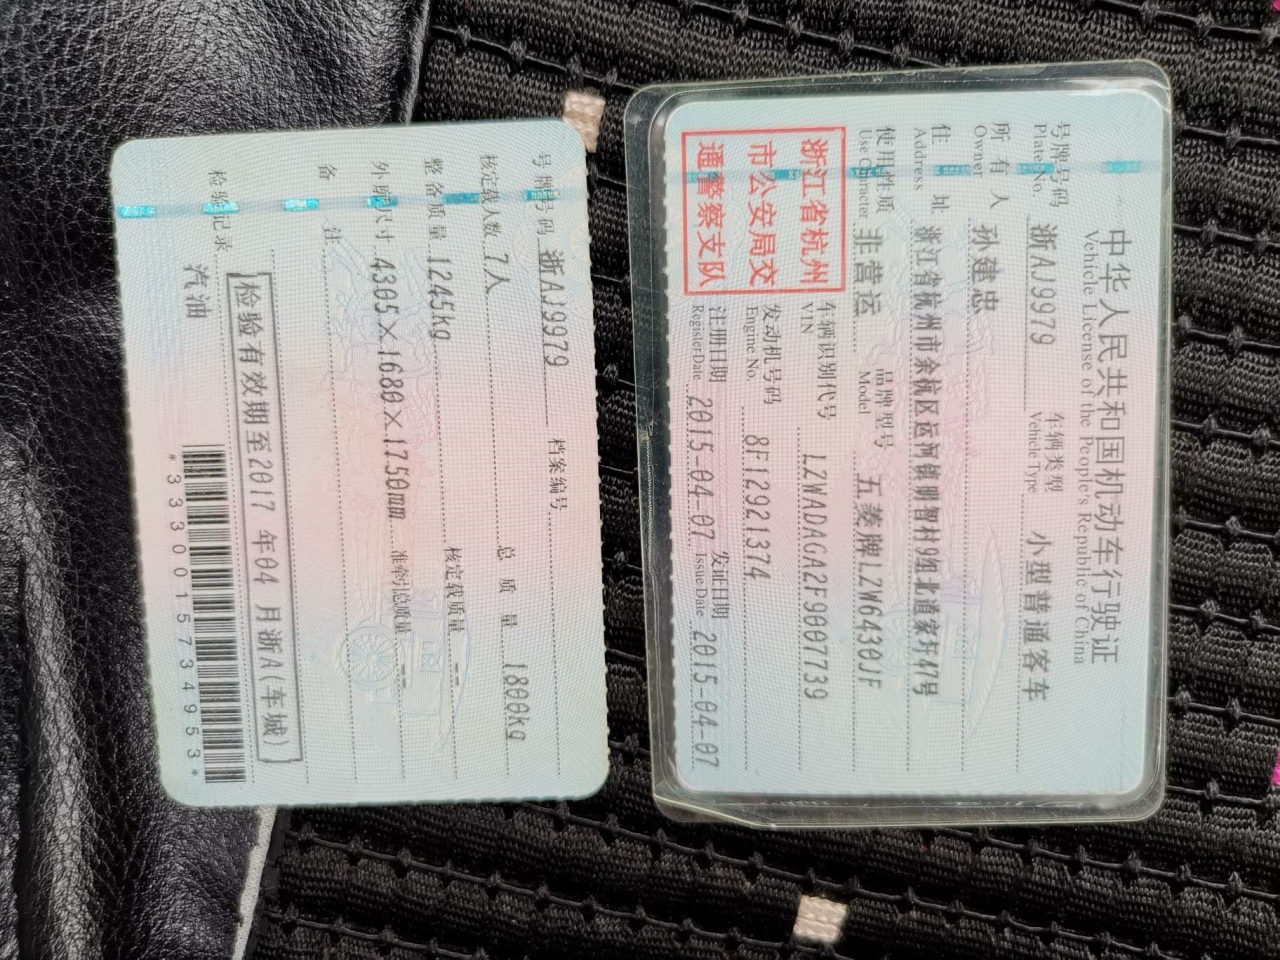 中华人民共和国机动车行驶证
Vehicle License of the People's Republic of China
号牌号码 浙AJ9979 车辆类型 小型普通客车
Plate No. Vehicle Type
所有人 孙建忠
Owner
住址 浙江省杭州市余杭区运河镇明智村9组北道家圩47号
Address
使用性质 非营运 品牌型号 五菱牌LZW6430JF
Use Character Model
浙江省杭州
市公安局交
通警察支队
车辆识别代号 LZWADAGA2F9007739
VIN
发动机号码 8F12921374
Engine No.
注册日期 2015-04-07 发证日期 2015-04-07
Register Date Issue Date
号牌号码 浙AJ9979 档案编号
核定载人数 7人 总质量 1800kg
整备质量 1245kg 核定载质量 --
外廓尺寸 4305×1680×1750mm 准牵引总质量 --
备注
检验有效期至2017 年04 月浙A(车城)
检验记录
汽油
*3330015734953*